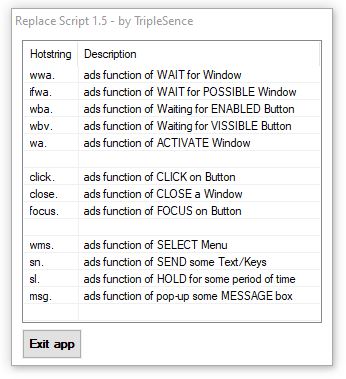 Replace Script 1.5 - by TripleSence
Hotstring Description
wwa. ads function of WAIT for Window
ifwa. ads function of WAIT for POSSIBLE Window
wba. ads function of Waiting for ENABLED Button
wbv. ads function of Waiting for VISSIBLE Button
wa. ads function of ACTIVATE Window
click. ads function of CLICK on Button
close. ads function of CLOSE a Window
focus. ads function of FOCUS on Button
wms. ads function of SELECT Menu
sn. ads function of SEND some Text/Keys
sl. ads function of HOLD for some period of time
msg. ads function of pop-up some MESSAGE box
Exit app